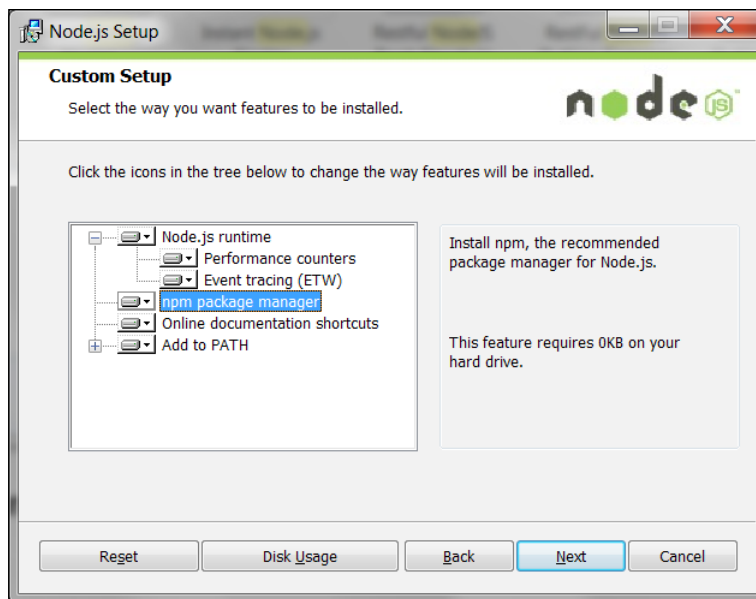 Node.js Setup
Custom Setup
Select the way you want features to be installed.
node
JS
Click the icons in the tree below to change the way features will be installed.
Node.js runtime
Performance counters
Event tracing (ETW)
npm package manager
Online documentation shortcuts
Add to PATH
Install npm, the recommended
package manager for Node.js.
This feature requires 0KB on your
hard drive.
Reset
Disk Usage
Back
Next
Cancel